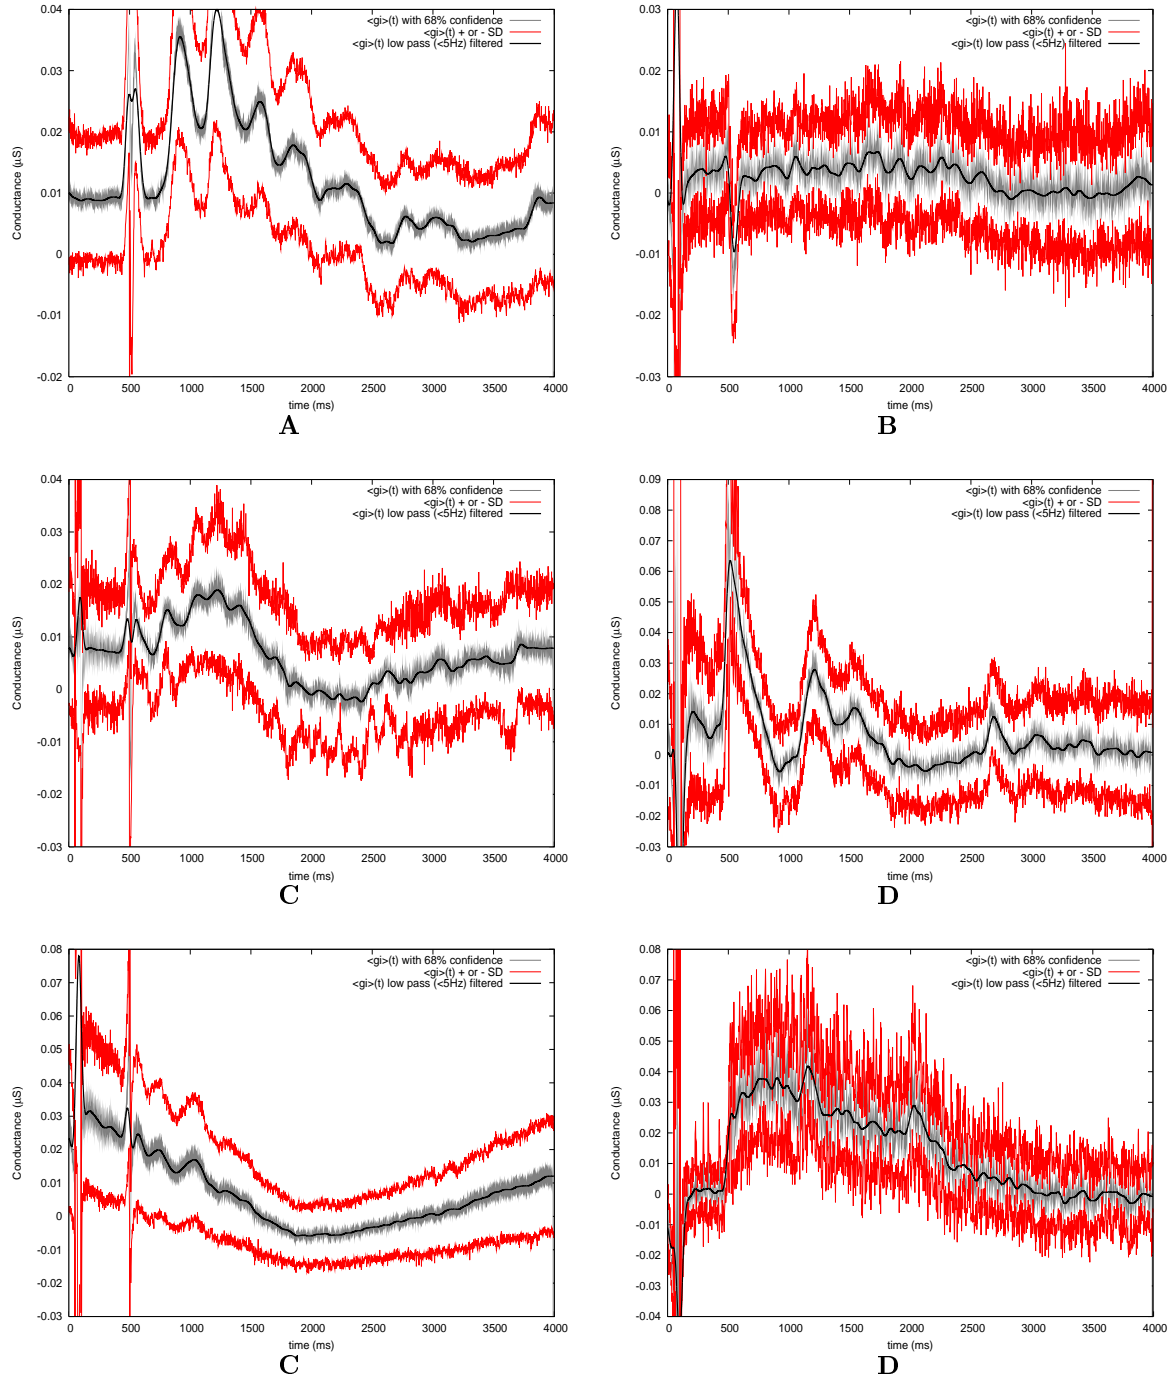 <gi>(t) with 68% confidence
<gi>(t) + or - SD
<gi>(t) low pass (<5Hz) filtered
Conductance (µS)
0.04
0.03
0.02
0.01
0
-0.01
-0.02
0 500 1000 1500 2000 2500 3000 3500 4000
time (ms)
A
<gi>(t) with 68% confidence
<gi>(t) + or - SD
<gi>(t) low pass (<5Hz) filtered
Conductance (µS)
0.03
0.02
0.01
0
-0.01
-0.02
-0.03
0 500 1000 1500 2000 2500 3000 3500 4000
time (ms)
B
<gi>(t) with 68% confidence
<gi>(t) + or - SD
<gi>(t) low pass (<5Hz) filtered
Conductance (µS)
0.04
0.03
0.02
0.01
0
-0.01
-0.02
-0.03
0 500 1000 1500 2000 2500 3000 3500 4000
time (ms)
C
<gi>(t) with 68% confidence
<gi>(t) + or - SD
<gi>(t) low pass (<5Hz) filtered
Conductance (µS)
0.09
0.08
0.07
0.06
0.05
0.04
0.03
0.02
0.01
0
-0.01
-0.02
-0.03
0 500 1000 1500 2000 2500 3000 3500 4000
time (ms)
D
<gi>(t) with 68% confidence
<gi>(t) + or - SD
<gi>(t) low pass (<5Hz) filtered
Conductance (µS)
0.08
0.07
0.06
0.05
0.04
0.03
0.02
0.01
0
-0.01
-0.02
-0.03
0 500 1000 1500 2000 2500 3000 3500 4000
time (ms)
C
<gi>(t) with 68% confidence
<gi>(t) + or - SD
<gi>(t) low pass (<5Hz) filtered
Conductance (µS)
0.08
0.07
0.06
0.05
0.04
0.03
0.02
0.01
0
-0.01
-0.02
-0.03
-0.04
0 500 1000 1500 2000 2500 3000 3500 4000
time (ms)
D